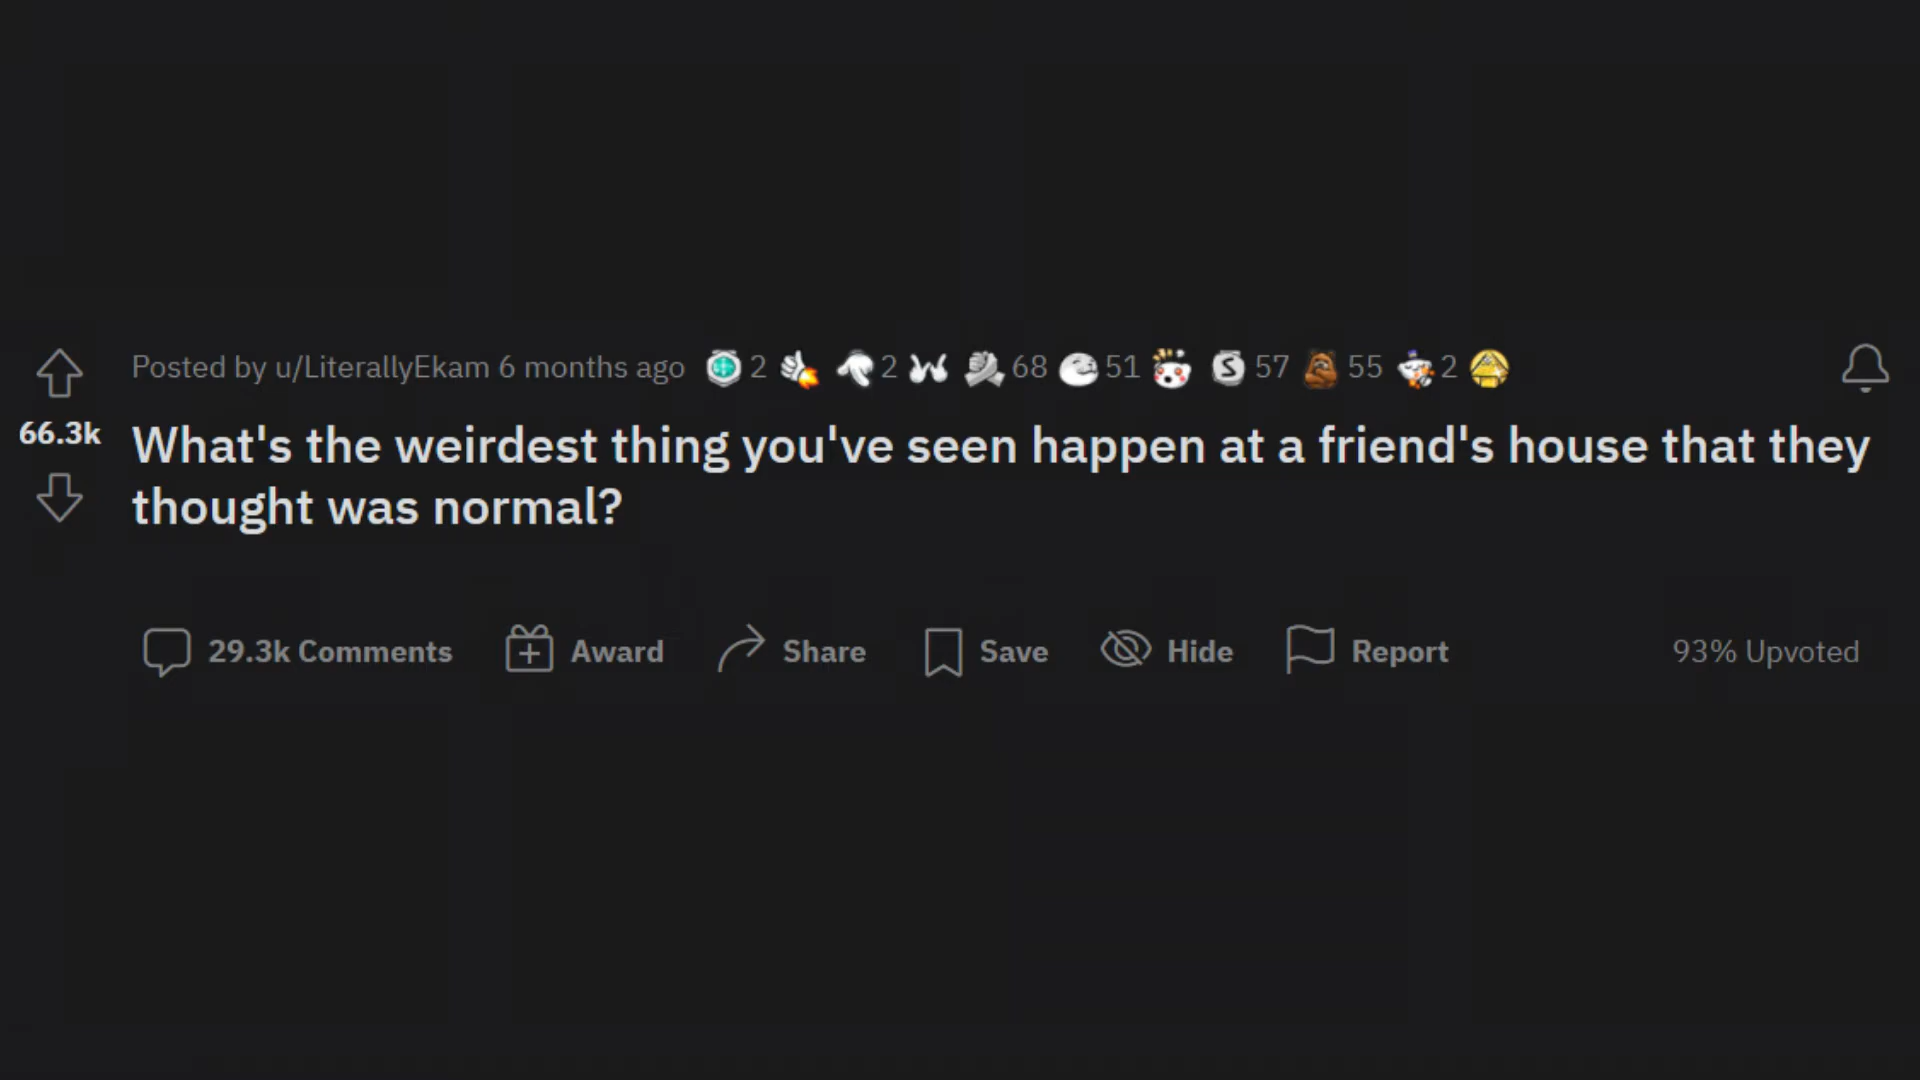 Posted by u/LiterallyEkam 6 months ago 2 2 68 51 S 57 55 2
66.3k
What's the weirdest thing you've seen happen at a friend's house that they
thought was normal?
29.3k Comments Award Share Save Hide Report 93% Upvoted